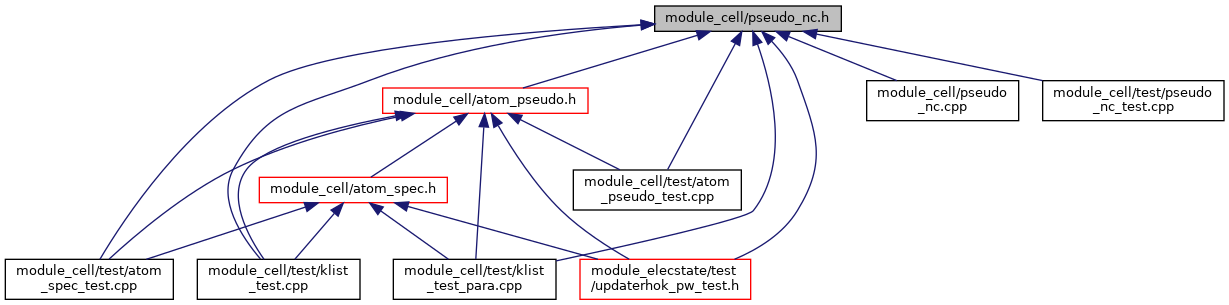 module_cell/pseudo_nc.h
module_cell/atom_pseudo.h
module_cell/pseudo
_nc.cpp
module_cell/test/pseudo
_nc_test.cpp
module_cell/atom_spec.h
module_cell/test/atom
_pseudo_test.cpp
module_cell/test/atom
_spec_test.cpp
module_cell/test/klist
_test.cpp
module_cell/test/klist
_test_para.cpp
module_elecstate/test
/updaterhok_pw_test.h